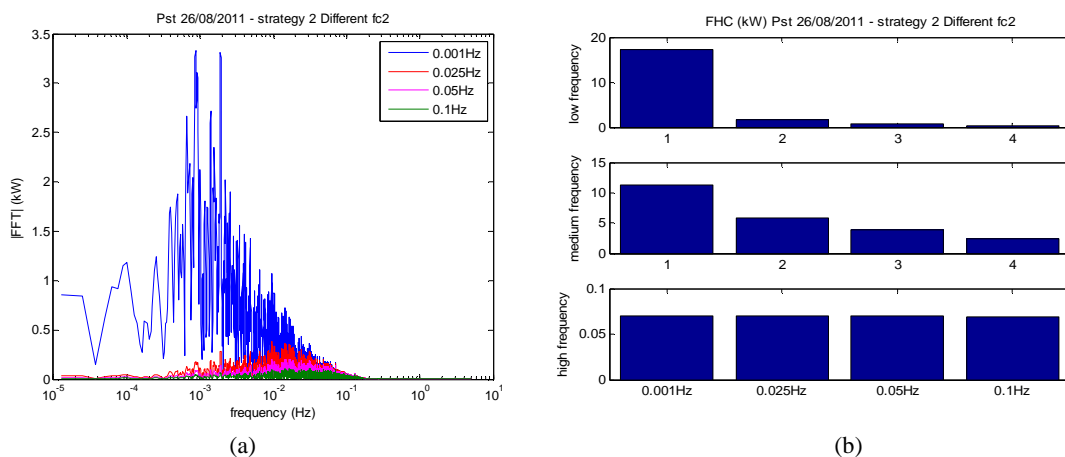 Pst 26/08/2011 - strategy 2 Different fc2
3.5
3
2.5
2
1.5
1
0.5
0
|FFT| (kW)
0.001Hz
0.025Hz
0.05Hz
0.1Hz
10-5 10-4 10-3 10-2 10-1 100 101
frequency (Hz)
(a)
FHC (kW) Pst 26/08/2011 - strategy 2 Different fc2
20
10
0
low frequency
1 2 3 4
15
10
5
0
medium frequency
1 2 3 4
0.1
0.05
0
high frequency
0.001Hz 0.025Hz 0.05Hz 0.1Hz
(b)